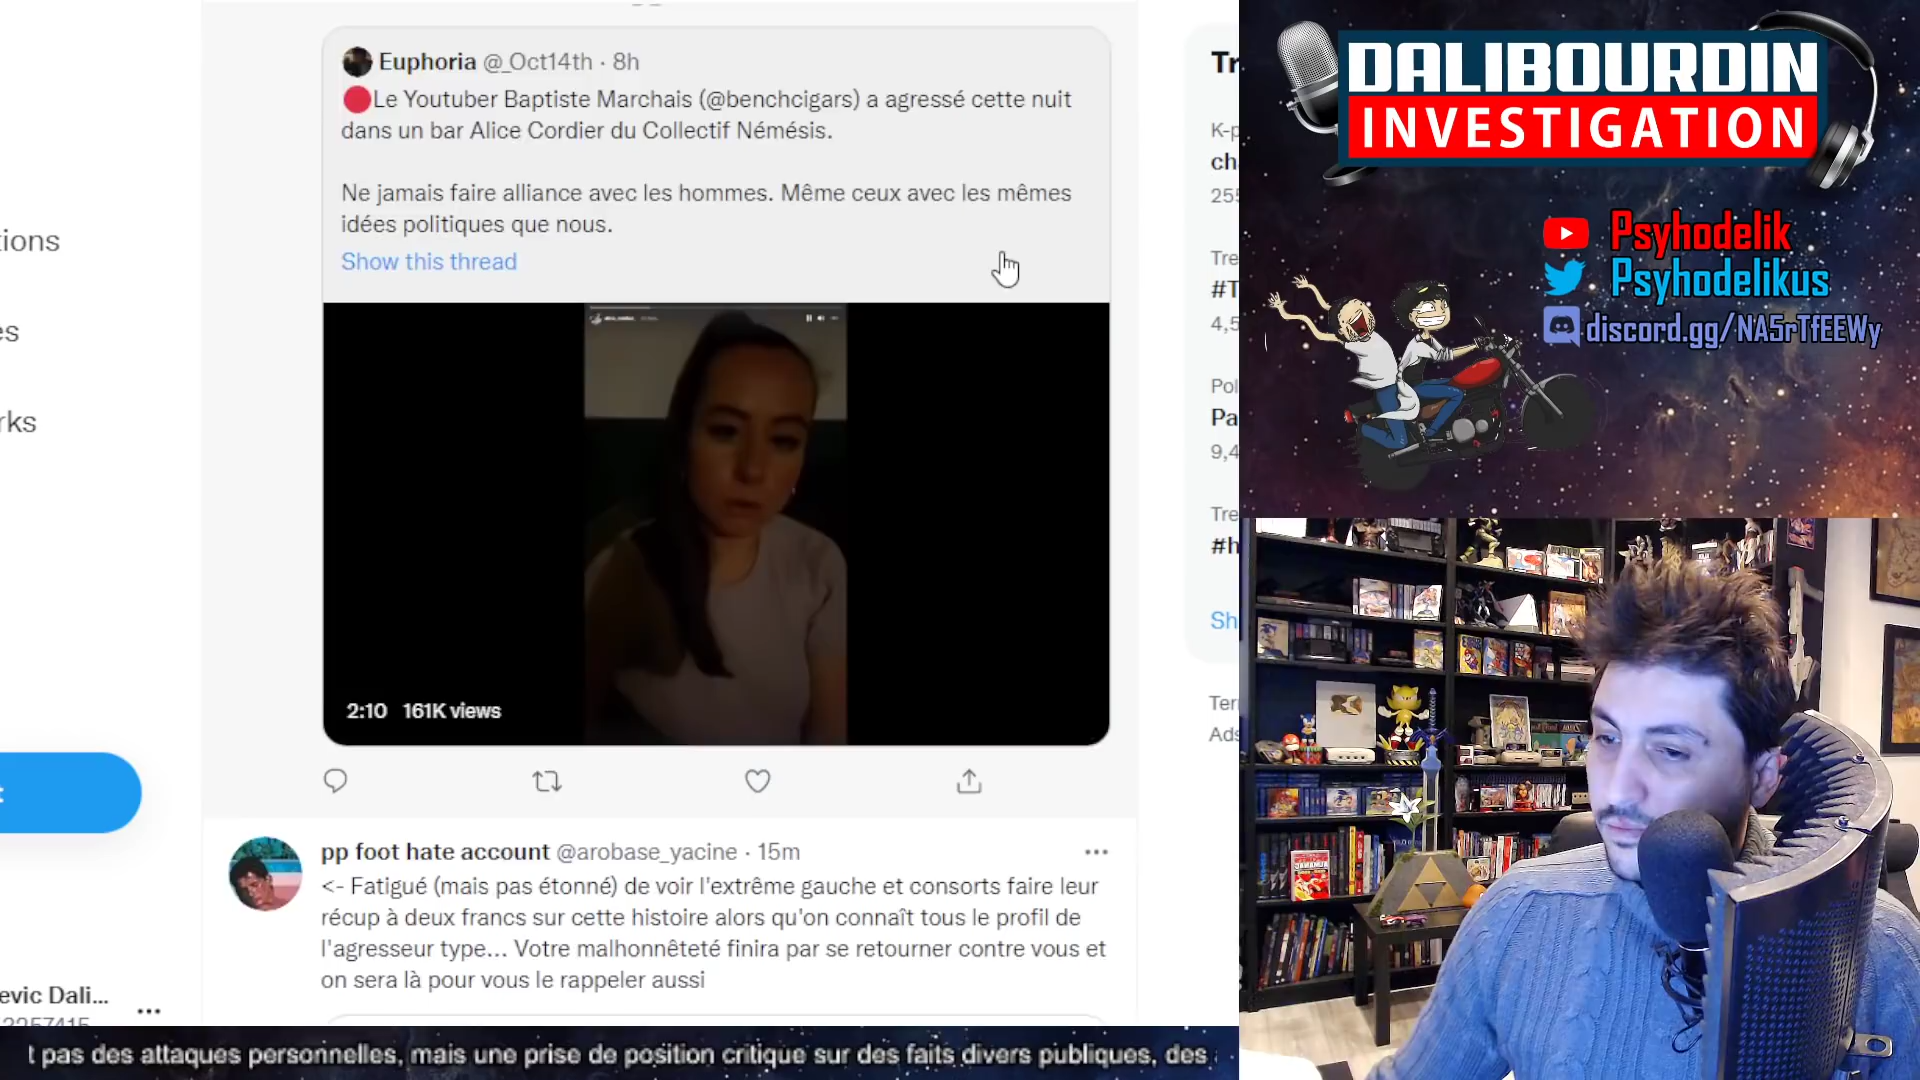 Euphoria @_Oct14th · 8h
🔴Le Youtuber Baptiste Marchais (@benchcigars) a agressé cette nuit
dans un bar Alice Cordier du Collectif Némésis.
Ne jamais faire alliance avec les hommes. Même ceux avec les mêmes
idées politiques que nous.
Show this thread
2:10 161K views
pp foot hate account @arobase_yacine · 15m
<- Fatigué (mais pas étonné) de voir l'extrême gauche et consorts faire leur
récup à deux francs sur cette histoire alors qu'on connaît tous le profil de
l'agresseur type... Votre malhonnêteté finira par se retourner contre vous et
on sera là pour vous le rappeler aussi
ions
es
rks
evic Dali...
Tr
K-p
ch
255
Tre
#T
4,5
Pol
Pa
9,4
Tre
#h
Sh
Ter
Ads
DALIBOURDIN
INVESTIGATION
Psyhodelik
Psyhodelikus
discord.gg/NA5rTfEEWy
t pas des attaques personnelles, mais une prise de position critique sur des faits divers publiques, des